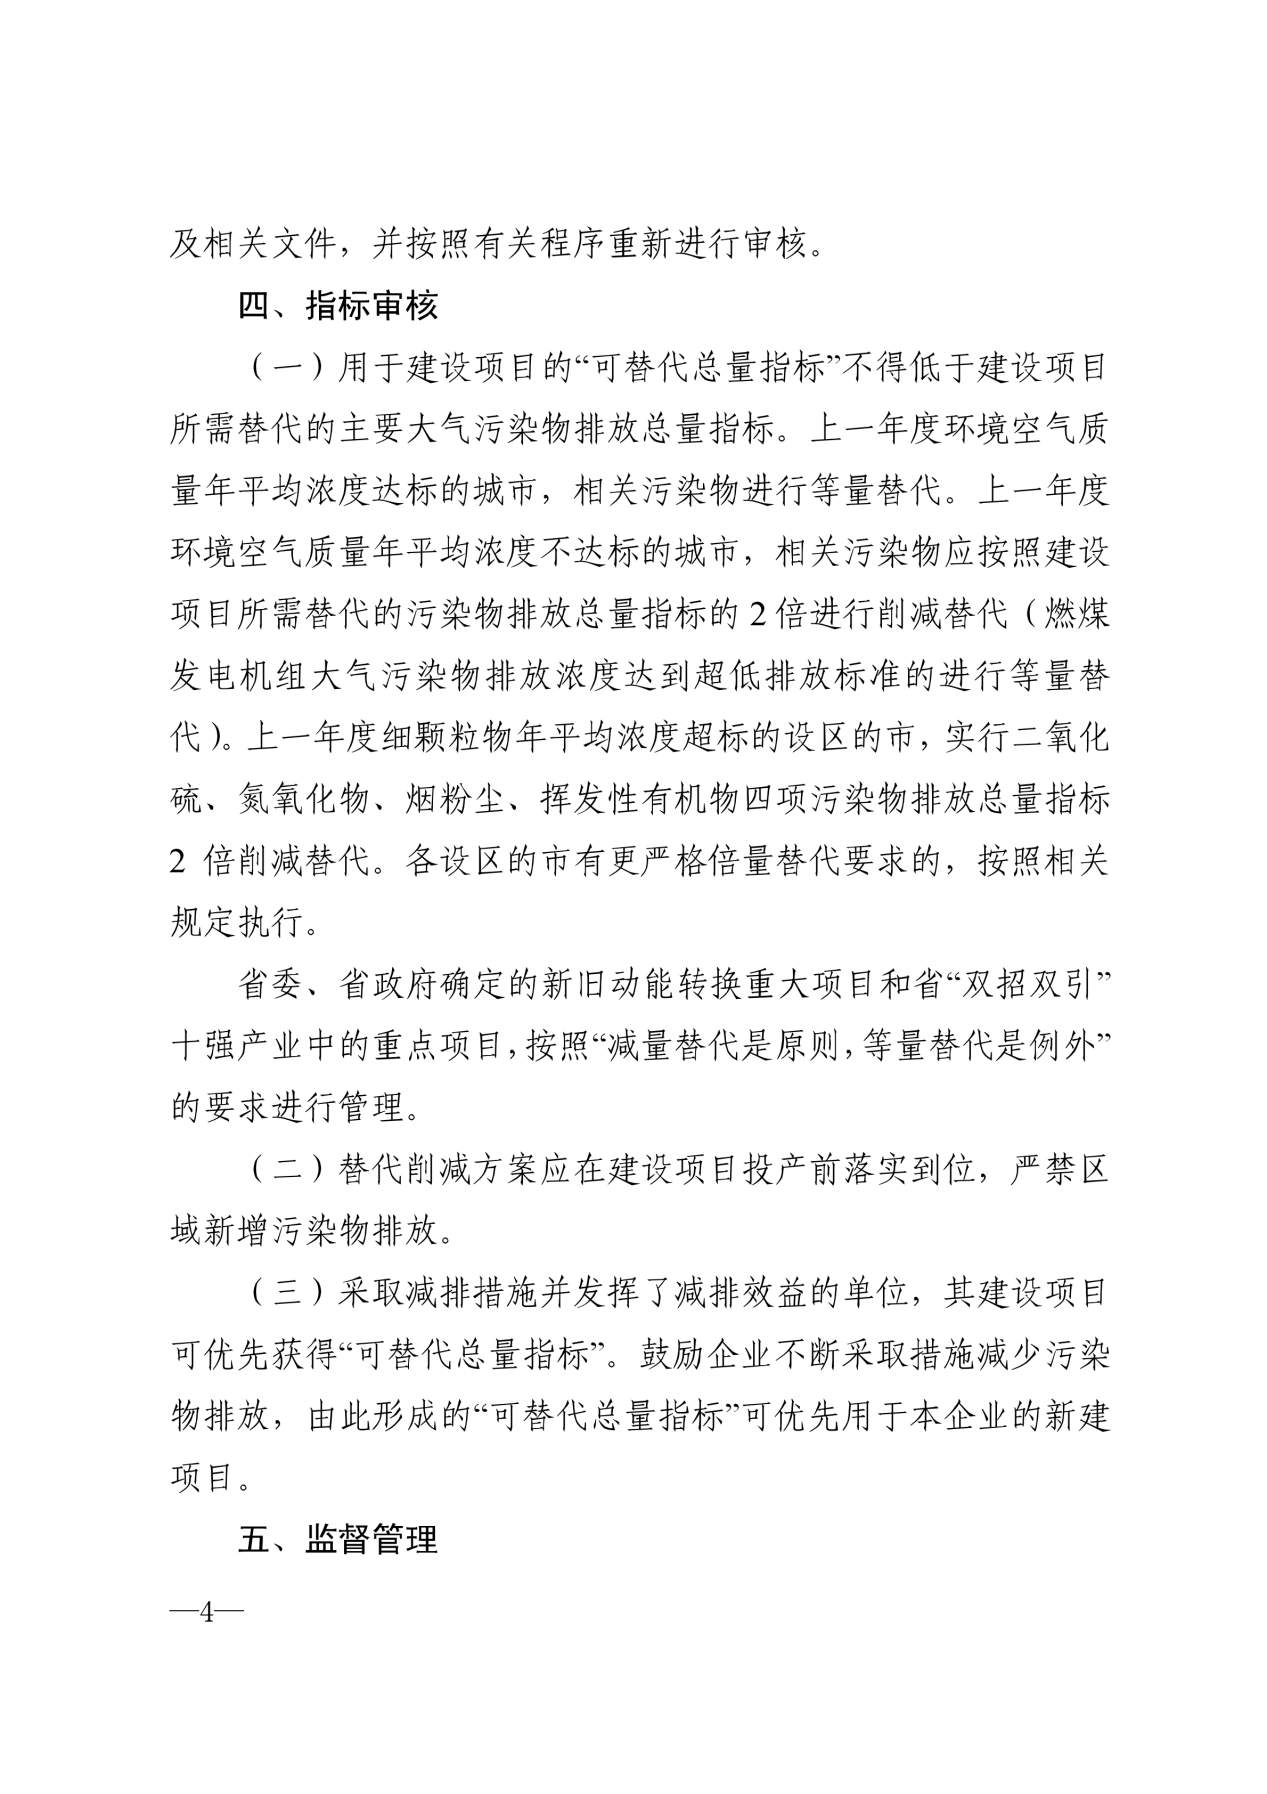 及相关文件，并按照有关程序重新进行审核。
四、指标审核
（一）用于建设项目的“可替代总量指标”不得低于建设项目
所需替代的主要大气污染物排放总量指标。上一年度环境空气质
量年平均浓度达标的城市，相关污染物进行等量替代。上一年度
环境空气质量年平均浓度不达标的城市，相关污染物应按照建设
项目所需替代的污染物排放总量指标的 2 倍进行削减替代（燃煤
发电机组大气污染物排放浓度达到超低排放标准的进行等量替
代）。上一年度细颗粒物年平均浓度超标的设区的市，实行二氧化
硫、氮氧化物、烟粉尘、挥发性有机物四项污染物排放总量指标
2 倍削减替代。各设区的市有更严格倍量替代要求的，按照相关
规定执行。
省委、省政府确定的新旧动能转换重大项目和省“双招双引”
十强产业中的重点项目，按照“减量替代是原则，等量替代是例外”
的要求进行管理。
（二）替代削减方案应在建设项目投产前落实到位，严禁区
域新增污染物排放。
（三）采取减排措施并发挥了减排效益的单位，其建设项目
可优先获得“可替代总量指标”。鼓励企业不断采取措施减少污染
物排放，由此形成的“可替代总量指标”可优先用于本企业的新建
项目。
五、监督管理
—4—